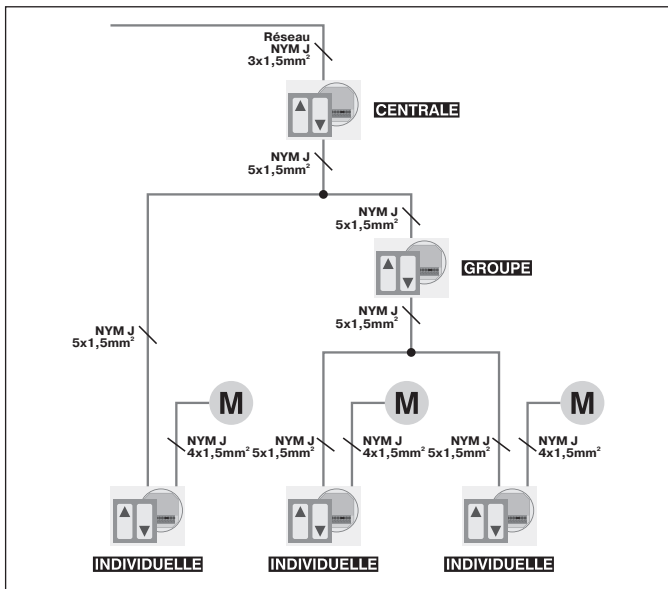 Réseau
NYM J
3x1,5mm²
CENTRALE
NYM J
5x1,5mm²
NYM J
5x1,5mm²
GROUPE
NYM J
5x1,5mm²
NYM J
5x1,5mm²
M
M
M
NYM J
4x1,5mm²
NYM J
5x1,5mm²
NYM J
4x1,5mm²
NYM J
5x1,5mm²
NYM J
4x1,5mm²
INDIVIDUELLE
INDIVIDUELLE
INDIVIDUELLE